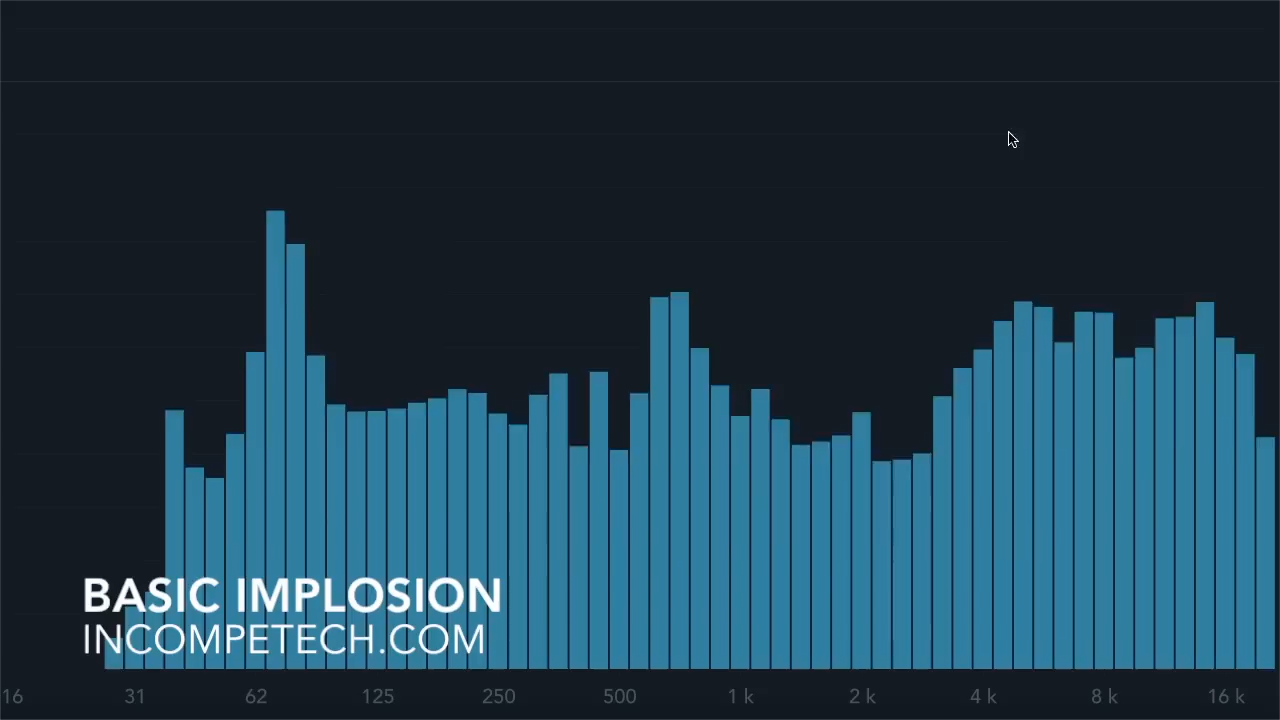 BASIC IMPLOSION
INCOMPETECH.COM
16 31 62 125 250 500 1 k 2 k 4 k 8 k 16 k